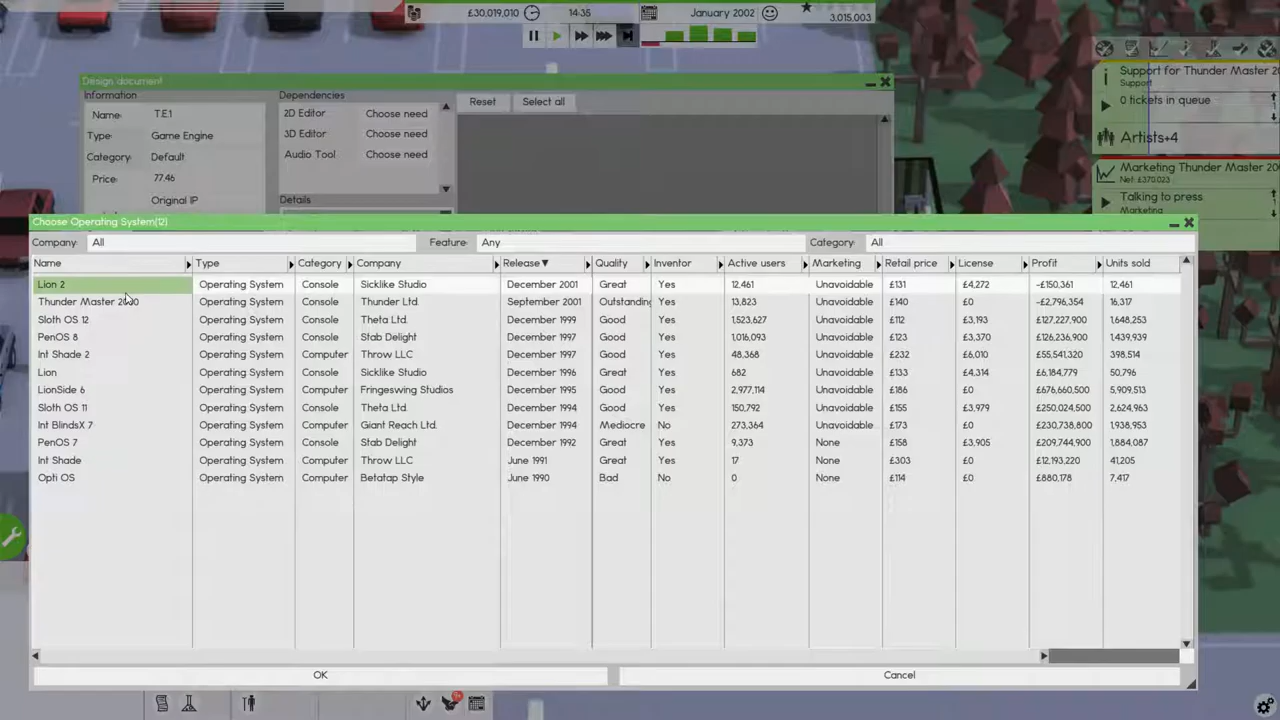 £30,019,010 14:35 January 2002 3.015.003
Design document
Information Dependencies Reset Select all
Name: T.E.1 2D Editor Choose need
Type: Game Engine 3D Editor Choose need
Category: Default Audio Tool Choose need
Price: 77.46
Original IP Details
Support for Thunder Master 20
Support
0 tickets in queue
Artists+4
Marketing Thunder Master 200
Net: £370,023
Talking to press
Marketing
Choose Operating System(12)
Company: All Feature: Any Category: All
Name Type Category Company Release▼ Quality Inventor Active users Marketing Retail price License Profit Units sold
Lion 2 Operating System Console Sicklike Studio December 2001 Great Yes 12,461 Unavoidable £131 £4,272 -£150,361 12,461
Thunder Master 2000 Operating System Console Thunder Ltd. September 2001 Outstanding Yes 13,823 Unavoidable £140 £0 -£2,796,354 16,317
Sloth OS 12 Operating System Console Theta Ltd. December 1999 Good Yes 1,523,627 Unavoidable £112 £3,193 £127,227,900 1,648,253
PenOS 8 Operating System Console Stab Delight December 1997 Good Yes 1,016,093 Unavoidable £123 £3,370 £126,236,900 1,439,939
Int Shade 2 Operating System Computer Throw LLC December 1997 Good Yes 48,368 Unavoidable £232 £6,010 £55,541,320 398,514
Lion Operating System Console Sicklike Studio December 1996 Great Yes 682 Unavoidable £133 £4,314 £6,184,779 50,796
LionSide 6 Operating System Computer Fringeswing Studios December 1995 Good Yes 2,977,114 Unavoidable £186 £0 £676,660,500 5,909,513
Sloth OS 11 Operating System Console Theta Ltd. December 1994 Good Yes 150,792 Unavoidable £155 £3,979 £250,024,500 2,624,963
Int BlindsX 7 Operating System Computer Giant Reach Ltd. December 1994 Mediocre No 273,364 Unavoidable £173 £0 £230,738,800 1,938,953
PenOS 7 Operating System Console Stab Delight December 1992 Great Yes 9,373 None £158 £3,905 £209,744,900 1,884,087
Int Shade Operating System Computer Throw LLC June 1991 Great Yes 17 None £303 £0 £12,193,220 41,205
Opti OS Operating System Computer Betatap Style June 1990 Bad No 0 None £114 £0 £880,178 7,417
OK Cancel